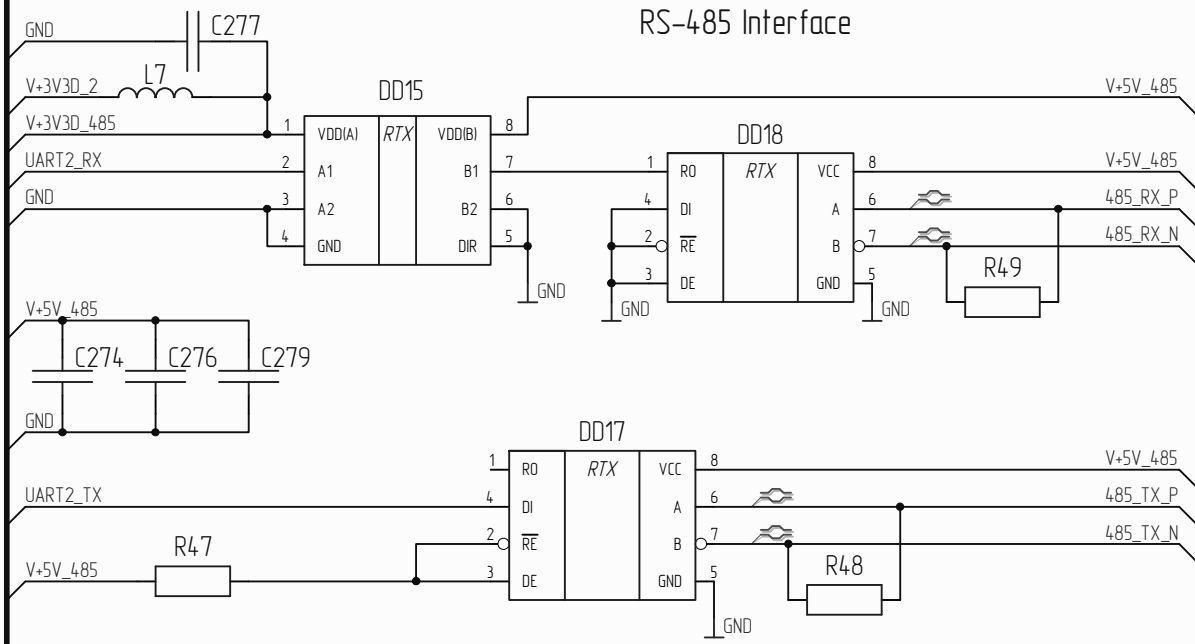 RS-485 Interface
GND
C277
V+3V3D_2
L7
V+3V3D_485
UART2_RX
GND
DD15
1 VDD(A) RTX VDD(B) 8
2 A1 B1 7
3 A2 B2 6
4 GND DIR 5
GND
V+5V_485
DD18
1 RO RTX VCC 8
4 DI A 6
2 RE B 7
3 DE GND 5
GND
GND
V+5V_485
485_RX_P
485_RX_N
R49
V+5V_485
C274 C276 C279
GND
DD17
1 RO RTX VCC 8
4 DI A 6
2 RE B 7
3 DE GND 5
GND
UART2_TX
R47
V+5V_485
V+5V_485
485_TX_P
485_TX_N
R48